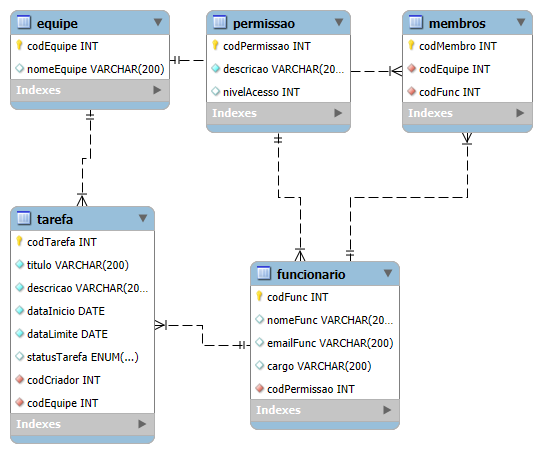 equipe
codEquipe INT
nomeEquipe VARCHAR(200)
Indexes
permissao
codPermissao INT
descricao VARCHAR(20...
nivelAcesso INT
Indexes
membros
codMembro INT
codEquipe INT
codFunc INT
Indexes
tarefa
codTarefa INT
titulo VARCHAR(200)
descricao VARCHAR(20...
dataInicio DATE
dataLimite DATE
statusTarefa ENUM(...)
codCriador INT
codEquipe INT
Indexes
funcionario
codFunc INT
nomeFunc VARCHAR(20...
emailFunc VARCHAR(200)
cargo VARCHAR(200)
codPermissao INT
Indexes